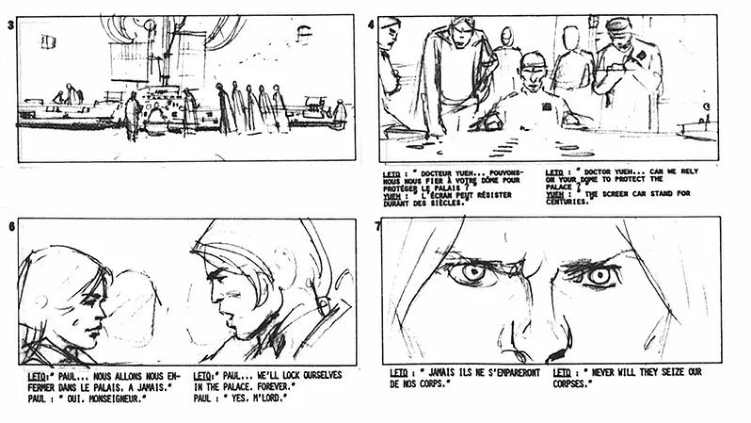 3
4
LETO : " DOCTEUR YUEH... POUVONS-
NOUS NOUS FIER À VOTRE DÔME POUR
PROTÉGER LE PALAIS ? "
YUEH : " L'ÉCRAN PEUT RÉSISTER
DURANT DES SIÈCLES."
LETO : " DOCTOR YUEH... CAN WE RELY
ON YOUR DOME TO PROTECT THE
PALACE ? "
YUEH : " THE SCREEN CAR STAND FOR
CENTURIES."
6
7
LETO:" PAUL... NOUS ALLONS NOUS EN-
FERMER DANS LE PALAIS. A JAMAIS."
PAUL : " OUI. MONSEIGNEUR."
LETO:" PAUL... WE'LL LOCK OURSELVES
IN THE PALACE. FOREVER."
PAUL : " YES. M'LORD."
LETO : " JAMAIS ILS NE S'EMPARERONT
DE NOS CORPS."
LETO : " NEVER WILL THEY SEIZE OUR
CORPSES."